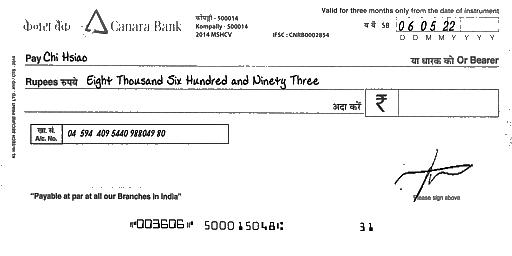 Valid for three months only from the date of instrument
केनरा बैंक Canara Bank
कोंपल्ली - 500014
Kompally - 500014
2014 MSHCV
IFSC : CNRB0002854
SB 06 05 22
D D M M Y Y Y Y
Pay Chi Hsiao या धारक को Or Bearer
Rupees रुपये Eight Thousand Six Hundred and Ninety Three
अदा करें ₹
खा. सं.
A/c. No. 04 594 409 5440 988049 80
Please sign above
"Payable at par at all our Branches in India"
⑈003606⑈ 500015048⑆ 31